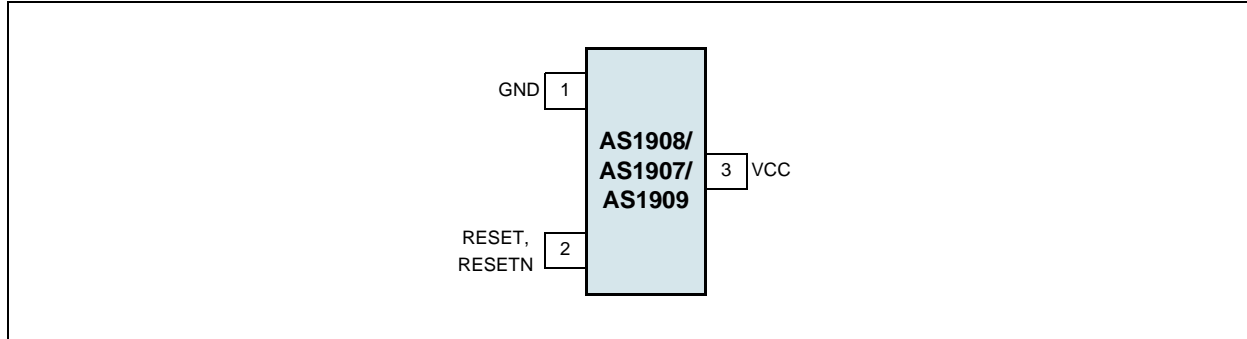 GND 1
AS1908/
AS1907/
AS1909
3 VCC
RESET,
RESETN
2